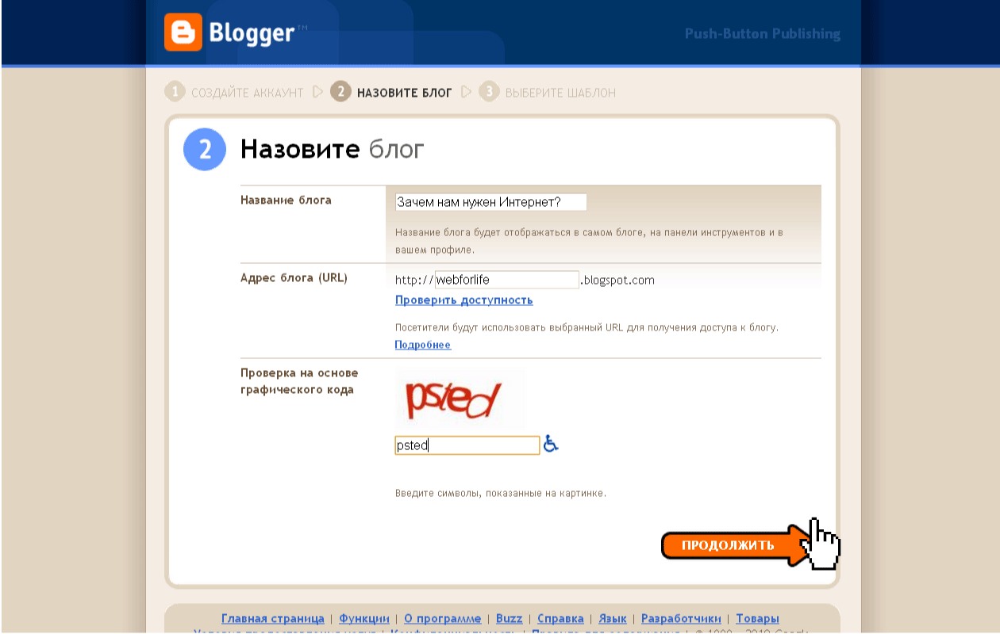 Blogger™
Push-Button Publishing
1 СОЗДАЙТЕ АККАУНТ 2 НАЗОВИТЕ БЛОГ 3 ВЫБЕРИТЕ ШАБЛОН
2 Назовите блог
Название блога
Зачем нам нужен Интернет?
Название блога будет отображаться в самом блоге, на панели инструментов и в
вашем профиле.
Адрес блога (URL)
http://webforlife.blogspot.com
Проверить доступность
Посетители будут использовать выбранный URL для получения доступа к блогу.
Подробнее
Проверка на основе
графического кода
psted
psted
Введите символы, показанные на картинке.
ПРОДОЛЖИТЬ
Главная страница | Функции | О программе | Buzz | Справка | Язык | Разработчики | Товары